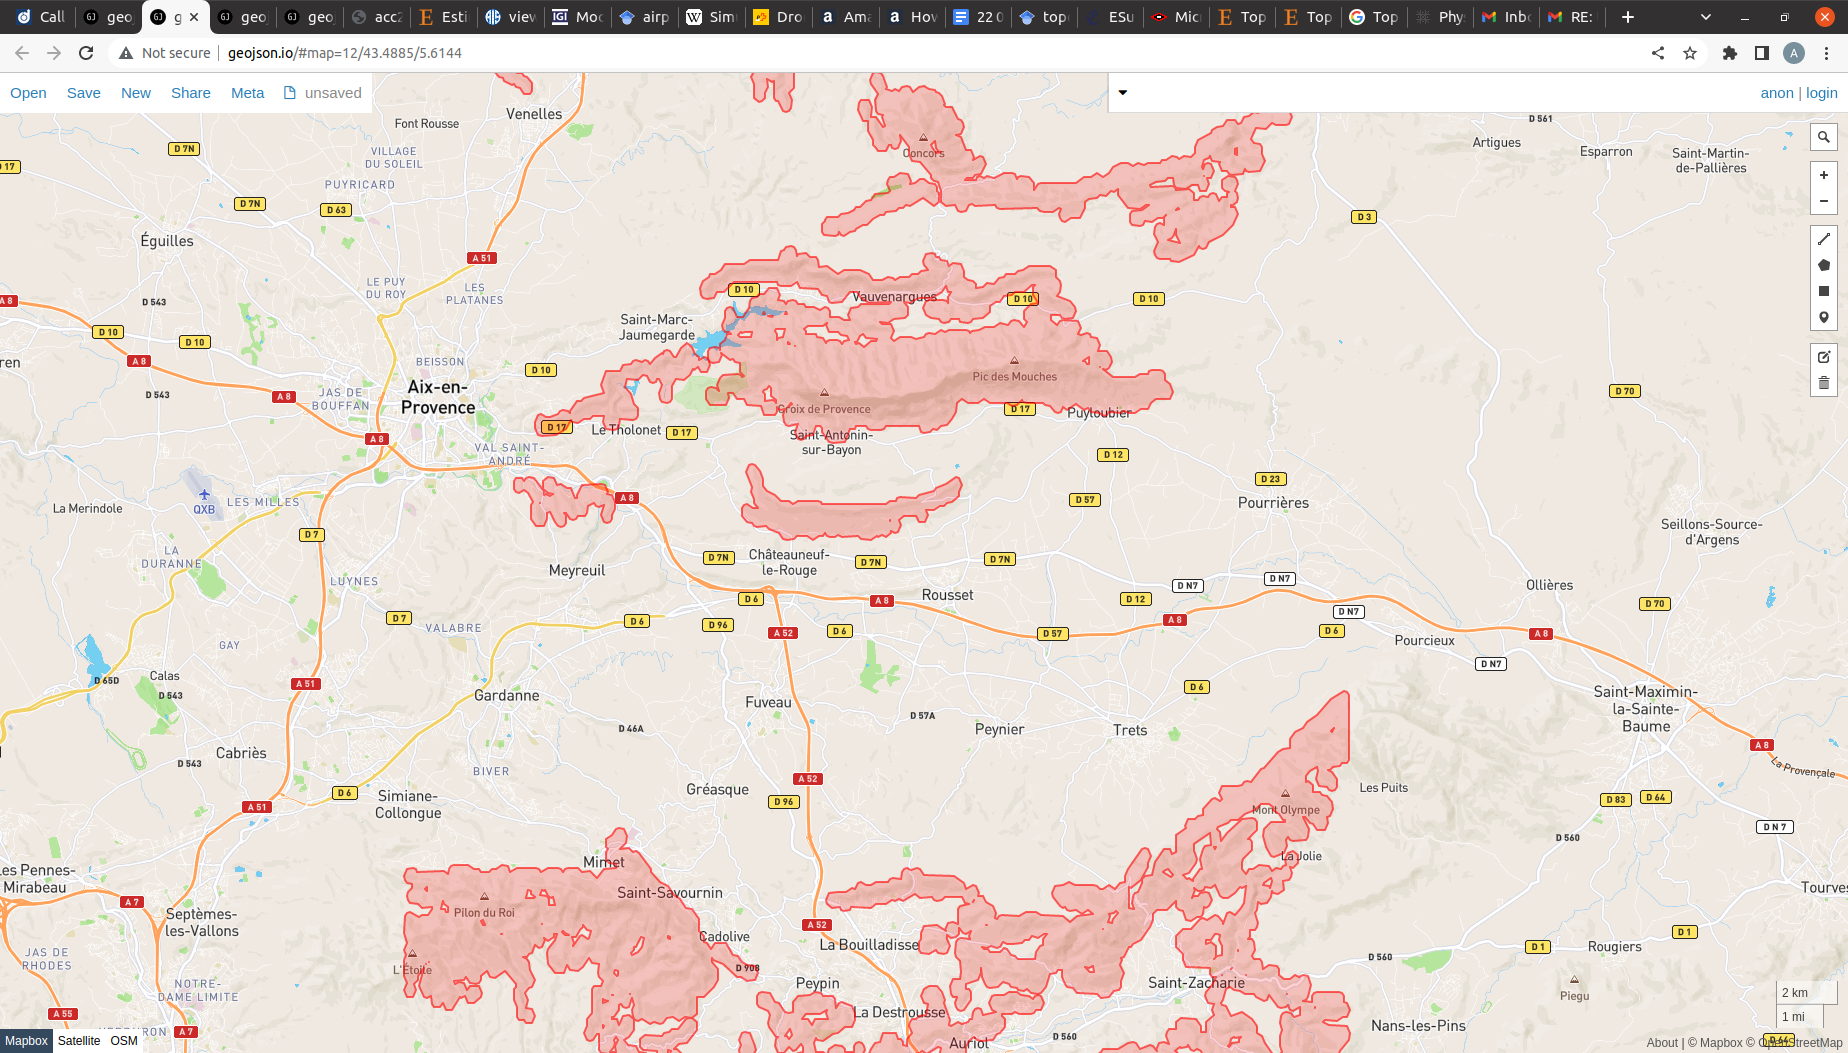 Call
geo
g
geo
geo
acc2
Esti
view
Moc
airp
Sim
Dro
Ama
How
22 0
top
ESu
Mic
Top
Top
Top
Phy
Inbo
RE:
Not secure
geojson.io/#map=12/43.4885/5.6144
A
Open Save New Share Meta unsaved
anon | login
Venelles
Font Rousse
D 561
Artigues
Esparron
Saint-Martin-
de-Pallières
D 7N
VILLAGE
DU SOLEIL
Concors
D 17
PUYRICARD
D 7N
D 63
D 3
Éguilles
A 51
LE PUY
DU ROY
LES
PLATANES
D 10
Vauvenargues
D 10
D 10
A 8
D 543
Saint-Marc-
Jaumegarde
D 10
D 10
A 8
BEISSON
D 10
Aix-en-
Provence
JAS DE
BOUFFAN
D 543
A 8
Pic des Mouches
D 70
Croix de Provence
D 17
Puyloubier
D 17
Le Tholonet
D 17
Saint-Antonin-
sur-Bayon
A 8
VAL SAINT-
ANDRÉ
D 12
D 23
A 8
D 57
Pourrières
La Merindole
QXB
LES MILLES
Seillons-Source-
d'Argens
D 7
LA
DURANNE
LUYNES
Meyreuil
D 7N
Châteauneuf-
le-Rouge
D 7N
D 7N
D N7
D N7
Ollières
D 6
A 8
Rousset
D 12
D N7
D 70
D 7
VALABRE
D 6
D 96
A 52
D 6
D 57
A 8
D 6
Pourcieux
A 8
GAY
D N7
Calas
D 65D
D 543
A 51
Gardanne
Fuveau
D 57A
D 6
Saint-Maximin-
la-Sainte-
Baume
D 46A
Peynier
Trets
Cabriès
D 543
BIVER
A 52
A 8
La Provençale
D 6
Simiane-
Collongue
A 51
Gréasque
D 96
Mont Olympe
Les Puits
D 83
D 64
D N7
D 560
Mimet
La Jolie
Les Pennes-
Mirabeau
A 7
Saint-Savournin
Tourves
Pilon du Roi
Septèmes-
les-Vallons
A 52
Cadolive
La Bouilladisse
D 1
D 1
Rougiers
JAS DE
RHODES
L'Étoile
D 908
D 560
Peypin
Saint-Zacharie
Piegu
NOTRE-
DAME LIMITE
2 km
A 55
La Destrousse
1 mi
Nans-les-Pins
A 7
D 560
Auriol
Mapbox Satellite OSM
D 64
About | © Mapbox © OpenStreetMap